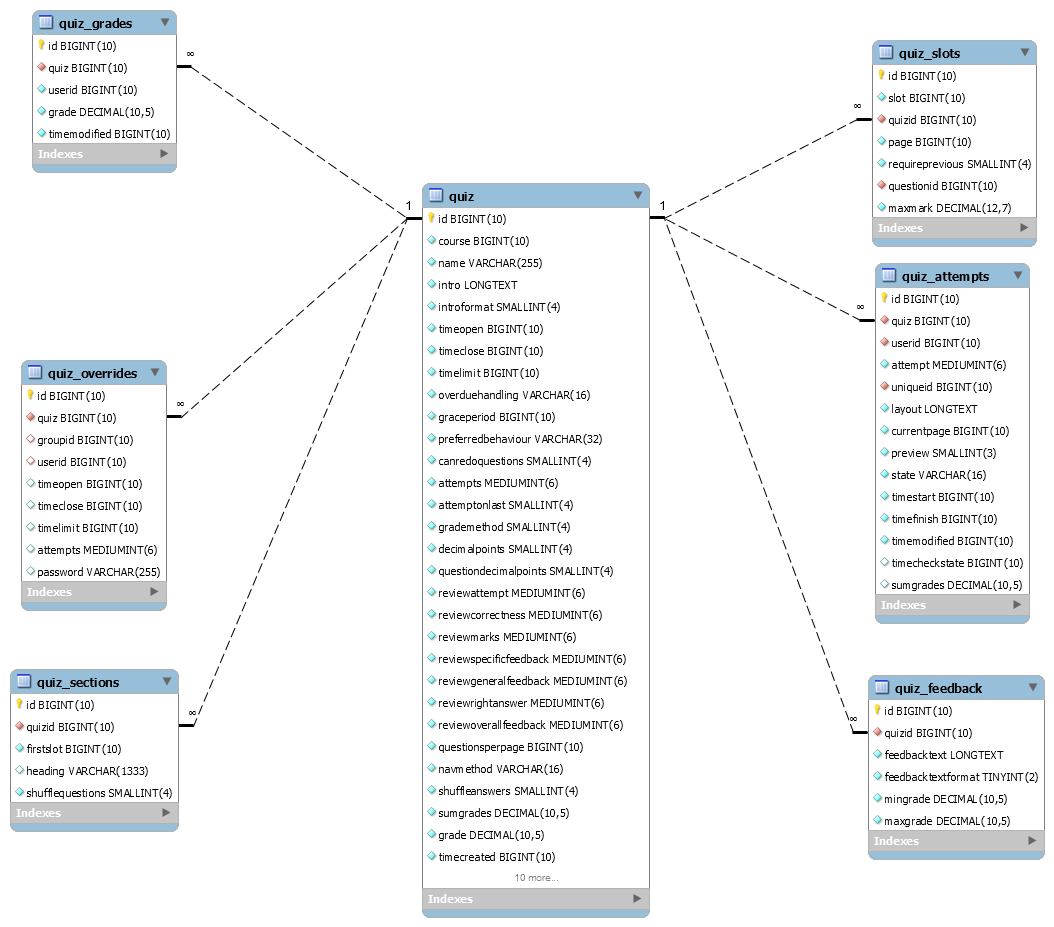 quiz_grades
id BIGINT(10)
quiz BIGINT(10)
userid BIGINT(10)
grade DECIMAL(10,5)
timemodified BIGINT(10)
Indexes
∞
quiz_overrides
id BIGINT(10)
quiz BIGINT(10)
groupid BIGINT(10)
userid BIGINT(10)
timeopen BIGINT(10)
timeclose BIGINT(10)
timelimit BIGINT(10)
attempts MEDIUMINT(6)
password VARCHAR(255)
Indexes
∞
quiz_sections
id BIGINT(10)
quizid BIGINT(10)
firstslot BIGINT(10)
heading VARCHAR(1333)
shufflequestions SMALLINT(4)
Indexes
∞
1
quiz
id BIGINT(10)
course BIGINT(10)
name VARCHAR(255)
intro LONGTEXT
introformat SMALLINT(4)
timeopen BIGINT(10)
timeclose BIGINT(10)
timelimit BIGINT(10)
overduehandling VARCHAR(16)
graceperiod BIGINT(10)
preferredbehaviour VARCHAR(32)
canredoquestions SMALLINT(4)
attempts MEDIUMINT(6)
attemptonlast SMALLINT(4)
grademethod SMALLINT(4)
decimalpoints SMALLINT(4)
questiondecimalpoints SMALLINT(4)
reviewattempt MEDIUMINT(6)
reviewcorrectness MEDIUMINT(6)
reviewmarks MEDIUMINT(6)
reviewspecificfeedback MEDIUMINT(6)
reviewgeneralfeedback MEDIUMINT(6)
reviewrightanswer MEDIUMINT(6)
reviewoverallfeedback MEDIUMINT(6)
questionsperpage BIGINT(10)
navmethod VARCHAR(16)
shuffleanswers SMALLINT(4)
sumgrades DECIMAL(10,5)
grade DECIMAL(10,5)
timecreated BIGINT(10)
10 more...
Indexes
1
∞
quiz_slots
id BIGINT(10)
slot BIGINT(10)
quizid BIGINT(10)
page BIGINT(10)
requireprevious SMALLINT(4)
questionid BIGINT(10)
maxmark DECIMAL(12,7)
Indexes
∞
quiz_attempts
id BIGINT(10)
quiz BIGINT(10)
userid BIGINT(10)
attempt MEDIUMINT(6)
uniqueid BIGINT(10)
layout LONGTEXT
currentpage BIGINT(10)
preview SMALLINT(3)
state VARCHAR(16)
timestart BIGINT(10)
timefinish BIGINT(10)
timemodified BIGINT(10)
timecheckstate BIGINT(10)
sumgrades DECIMAL(10,5)
Indexes
∞
quiz_feedback
id BIGINT(10)
quizid BIGINT(10)
feedbacktext LONGTEXT
feedbacktextformat TINYINT(2)
mingrade DECIMAL(10,5)
maxgrade DECIMAL(10,5)
Indexes